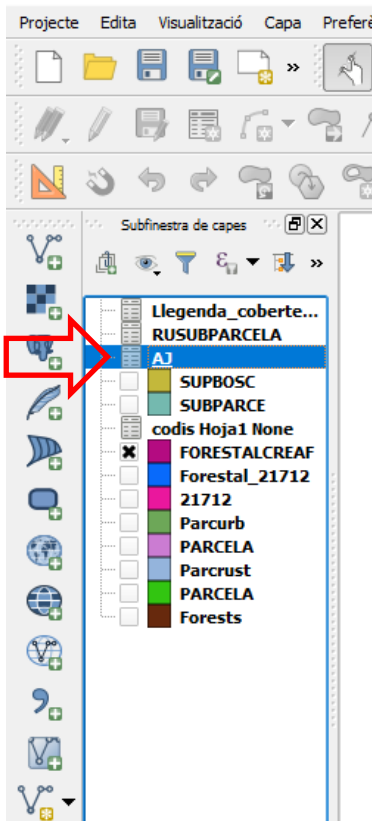 Projecte Edita Visualització Capa Prefer
Subfinestra de capes
»
»
Llegenda_coberte...
RUSUBPARCELA
AJ
SUPBOSC
SUBPARCE
codis Hoja1 None
FORESTALCREAF
Forestal_21712
21712
Parcurb
PARCELA
Parcrust
PARCELA
Forests